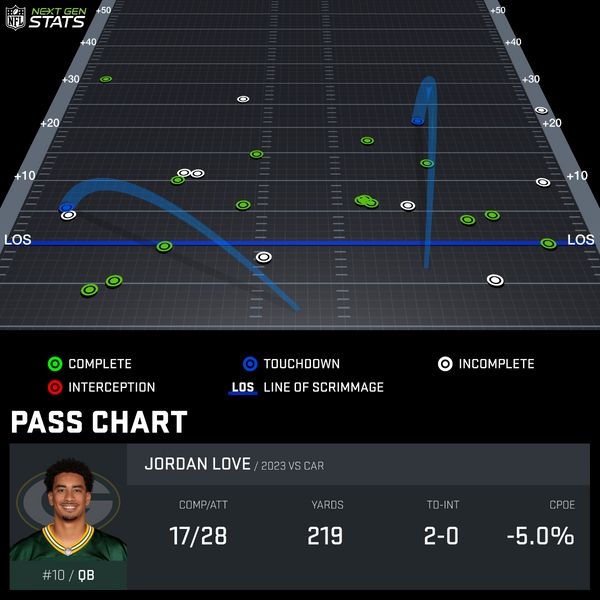 NFL NEXT GEN STATS
+50 +50
+40 +40
+30 +30
+20 +20
+10 +10
LOS LOS
COMPLETE TOUCHDOWN INCOMPLETE
INTERCEPTION LOS LINE OF SCRIMMAGE
PASS CHART
JORDAN LOVE / 2023 VS CAR
COMP/ATT YARDS TD-INT CPOE
17/28 219 2-0 -5.0%
#10 / QB